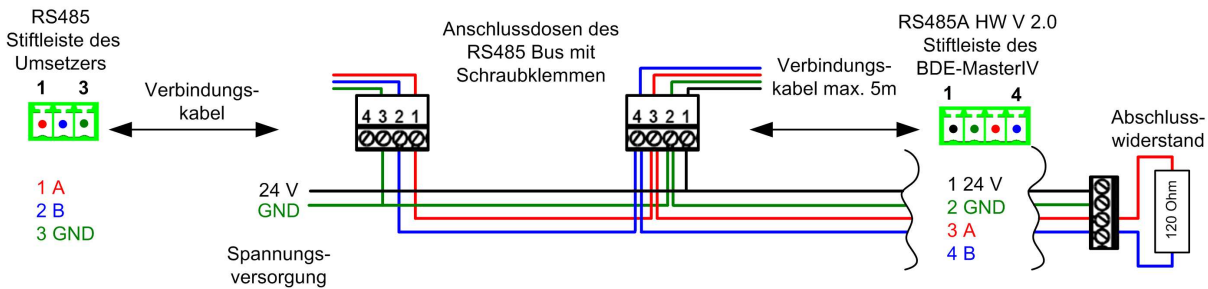 RS485
Stiftleiste des
Umsetzers
1 3
Verbindungs-
kabel
1 A
2 B
3 GND
Anschlussdosen des
RS485 Bus mit
Schraubklemmen
4 3 2 1
4 3 2 1
24 V
GND
Spannungs-
versorgung
Verbindungs-
kabel max. 5m
RS485A HW V 2.0
Stiftleiste des
BDE-MasterIV
1 4
1 24 V
2 GND
3 A
4 B
Abschluss-
widerstand
120 Ohm